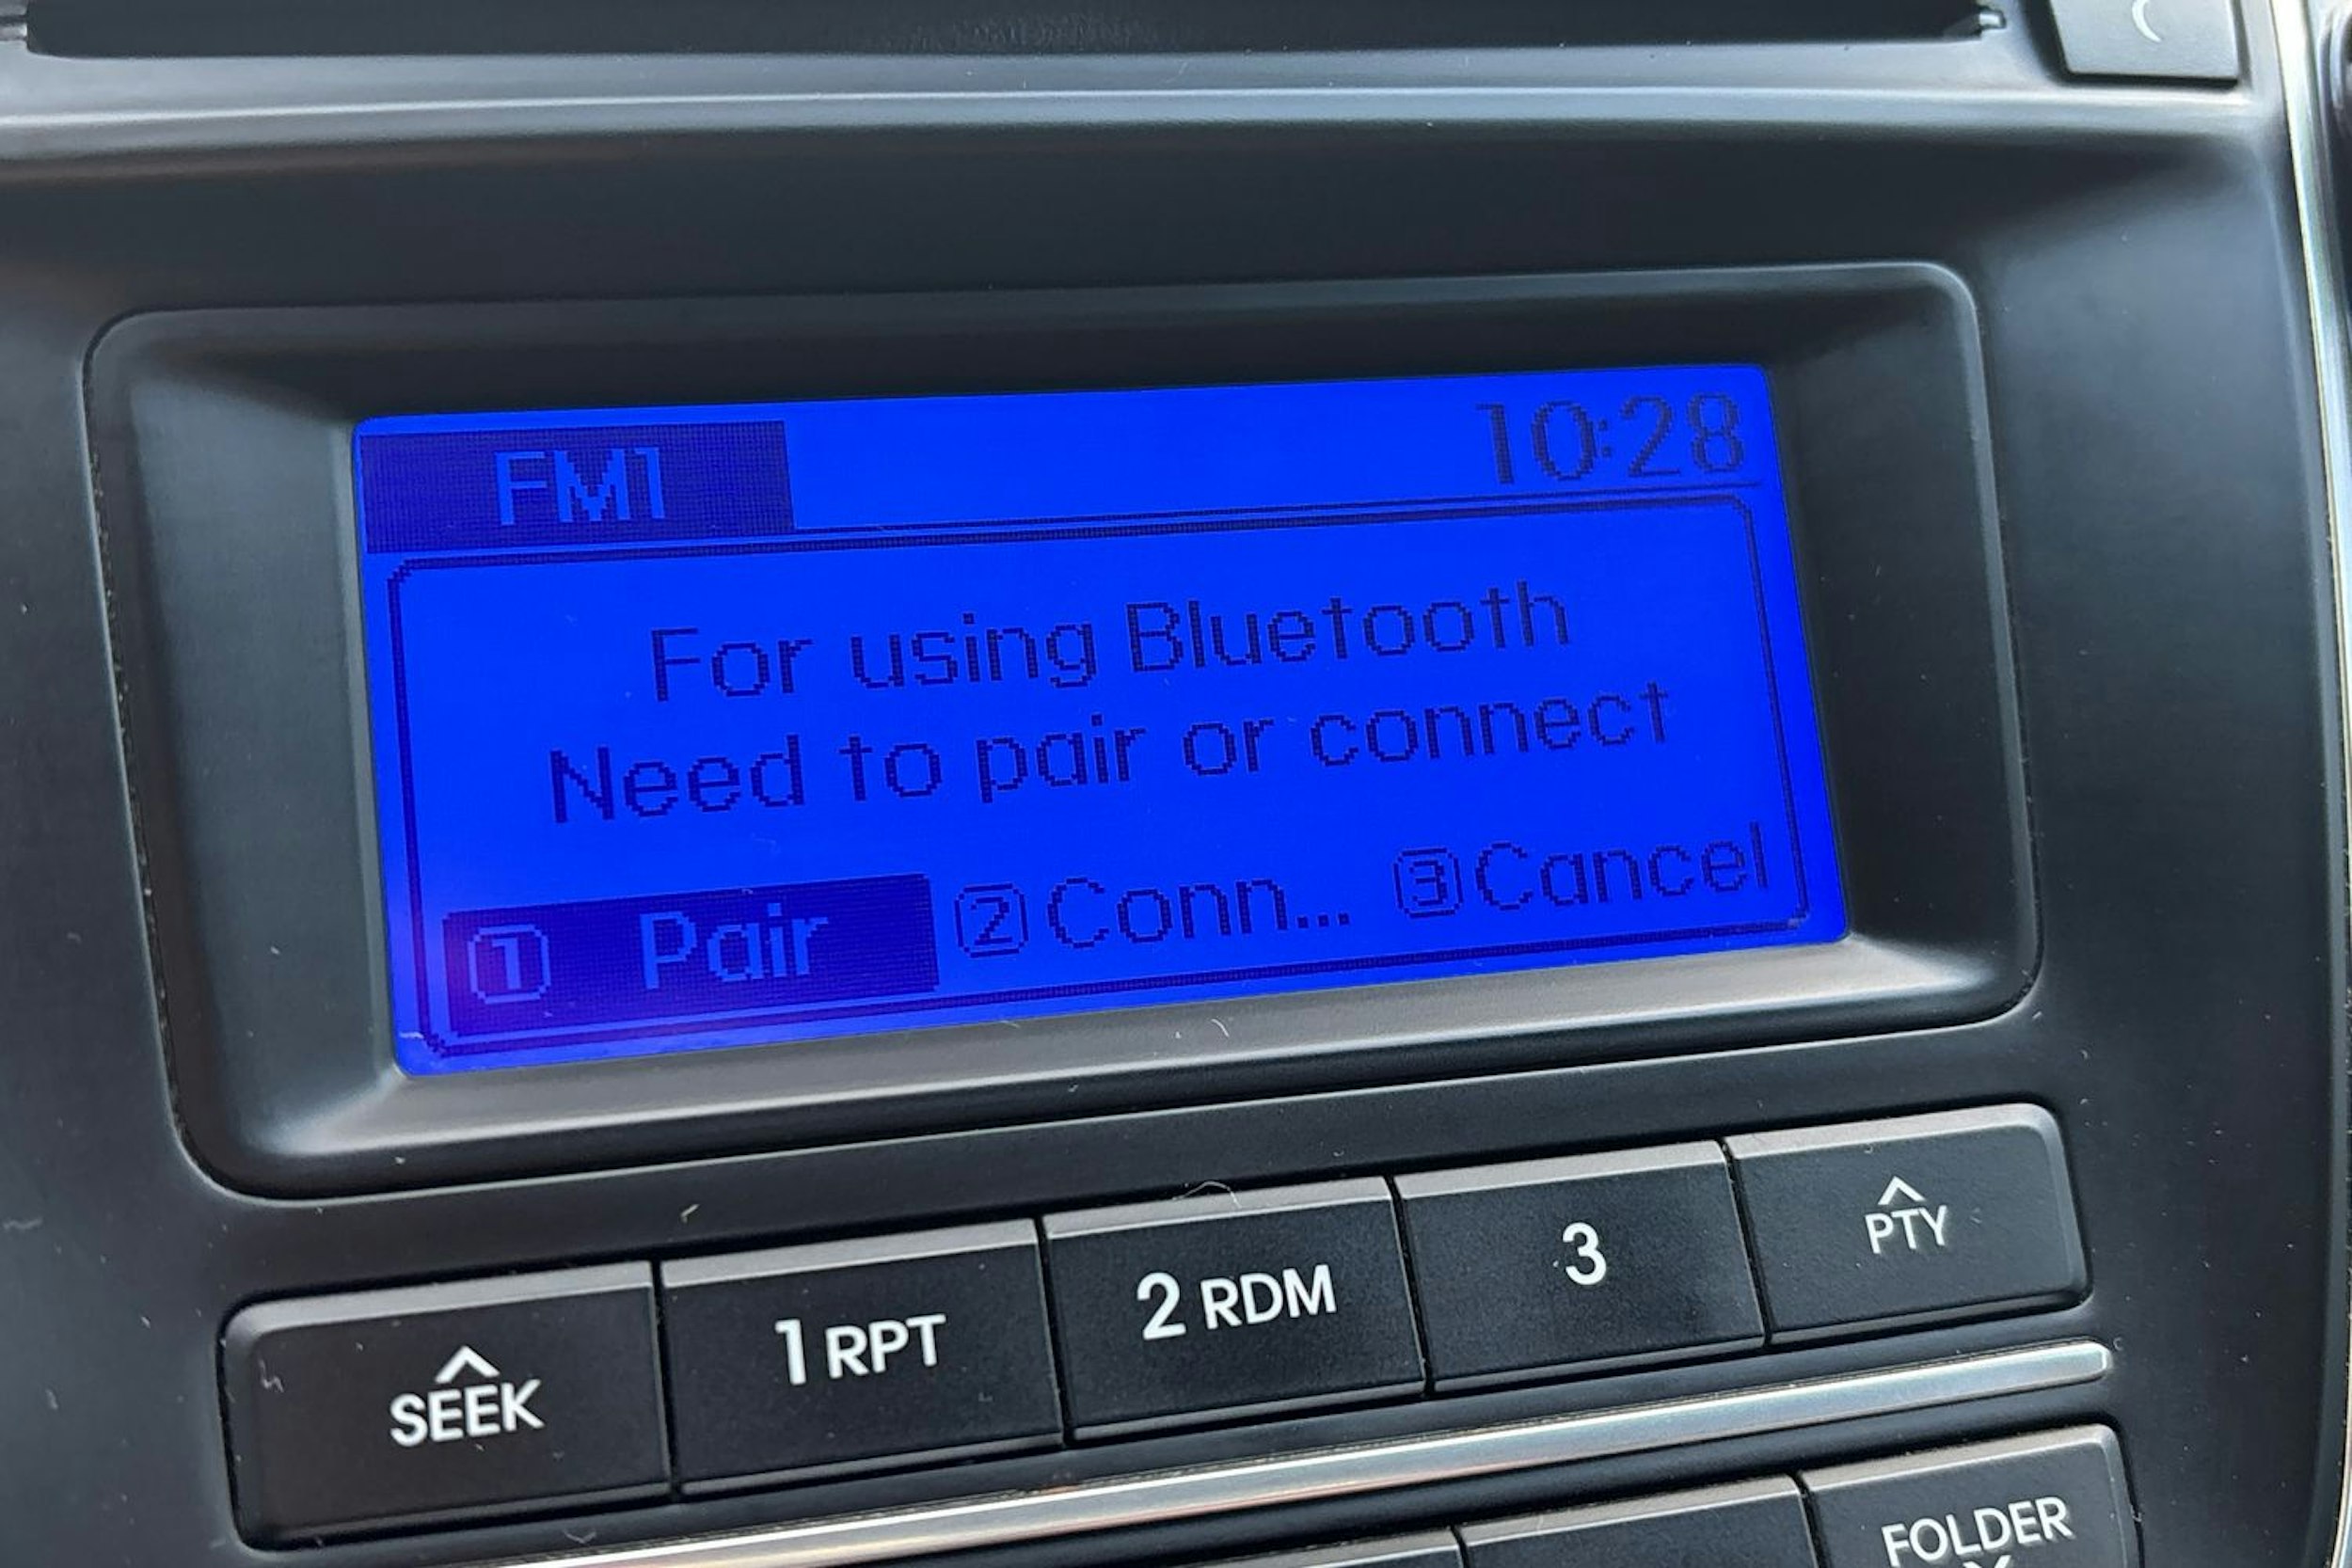 FM1 10:28
For using Bluetooth
Need to pair or connect
1 Pair 2 Conn... 3 Cancel
SEEK 1 RPT 2 RDM 3 PTY
FOLDER